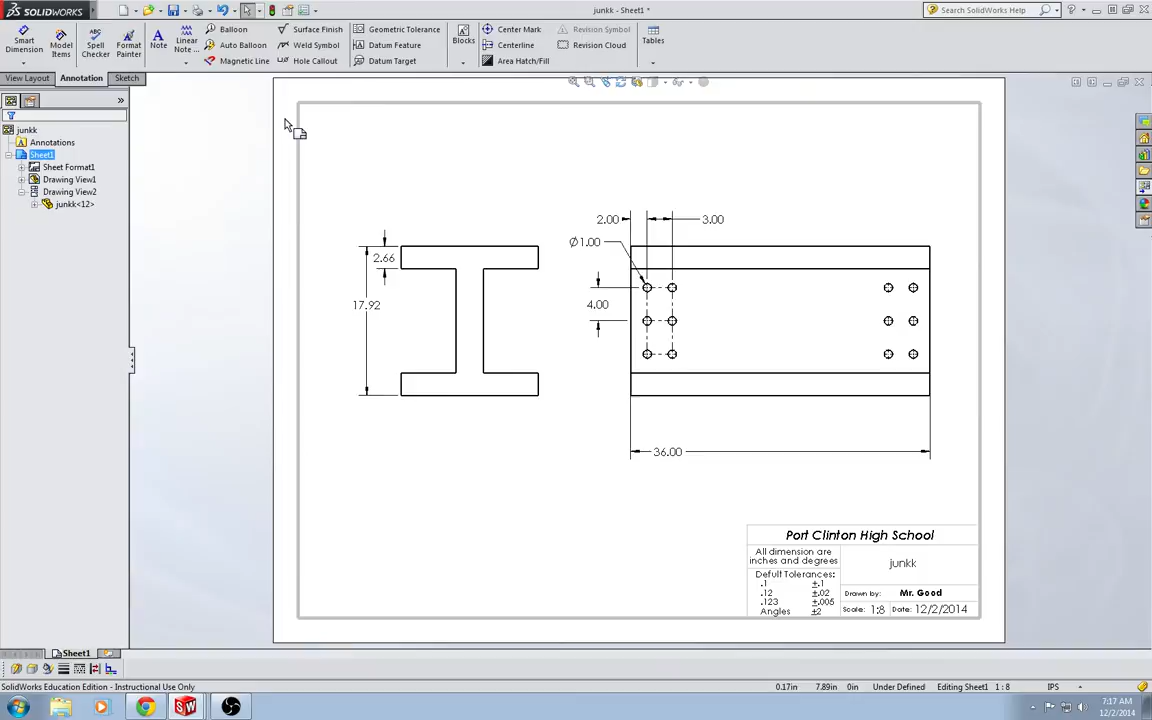 SOLIDWORKS
junkk - Sheet1 *
Search SolidWorks Help
Smart
Dimension
Model
Items
Spell
Checker
Format
Painter
Note
Linear
Note ...
Balloon
Auto Balloon
Magnetic Line
Surface Finish
Weld Symbol
Hole Callout
Geometric Tolerance
Datum Feature
Datum Target
Blocks
Center Mark
Centerline
Area Hatch/Fill
Revision Symbol
Revision Cloud
Tables
View Layout
Annotation
Sketch
junkk
Annotations
Sheet1
Sheet Format1
Drawing View1
Drawing View2
junkk<12>
2.00
3.00
Ø1.00
2.66
17.92
4.00
36.00
Port Clinton High School
All dimension are
inches and degrees
Defult Tolerances:
.1 ±.1
.12 ±.02
.123 ±.005
Angles ±2
junkk
Drawn by: Mr. Good
Scale: 1:8 Date: 12/2/2014
Sheet1
SolidWorks Education Edition - Instructional Use Only
0.17in 7.89in 0in Under Defined Editing Sheet1 1 : 8 IPS
7:17 AM
12/2/2014